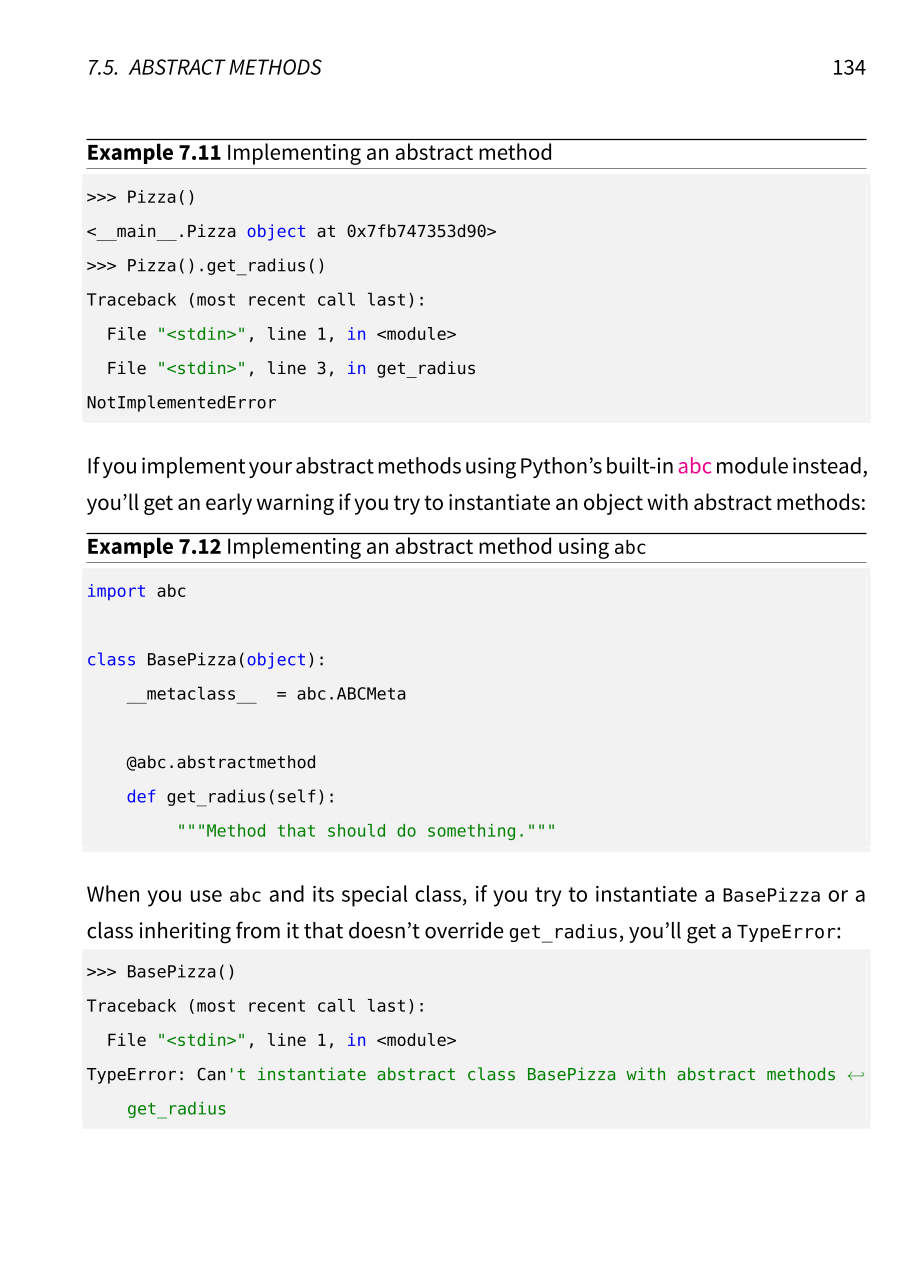 7.5. ABSTRACT METHODS 134
Example 7.11 Implementing an abstract method
>>> Pizza()
<__main__.Pizza object at 0x7fb747353d90>
>>> Pizza().get_radius()
Traceback (most recent call last):
  File "<stdin>", line 1, in <module>
  File "<stdin>", line 3, in get_radius
NotImplementedError
If you implement your abstract methods using Python’s built-in abc module instead,
you’ll get an early warning if you try to instantiate an object with abstract methods:
Example 7.12 Implementing an abstract method using abc
import abc
class BasePizza(object):
    __metaclass__  = abc.ABCMeta
    @abc.abstractmethod
    def get_radius(self):
         """Method that should do something."""
When you use abc and its special class, if you try to instantiate a BasePizza or a
class inheriting from it that doesn’t override get_radius, you’ll get a TypeError:
>>> BasePizza()
Traceback (most recent call last):
  File "<stdin>", line 1, in <module>
TypeError: Can't instantiate abstract class BasePizza with abstract methods ↩
    get_radius